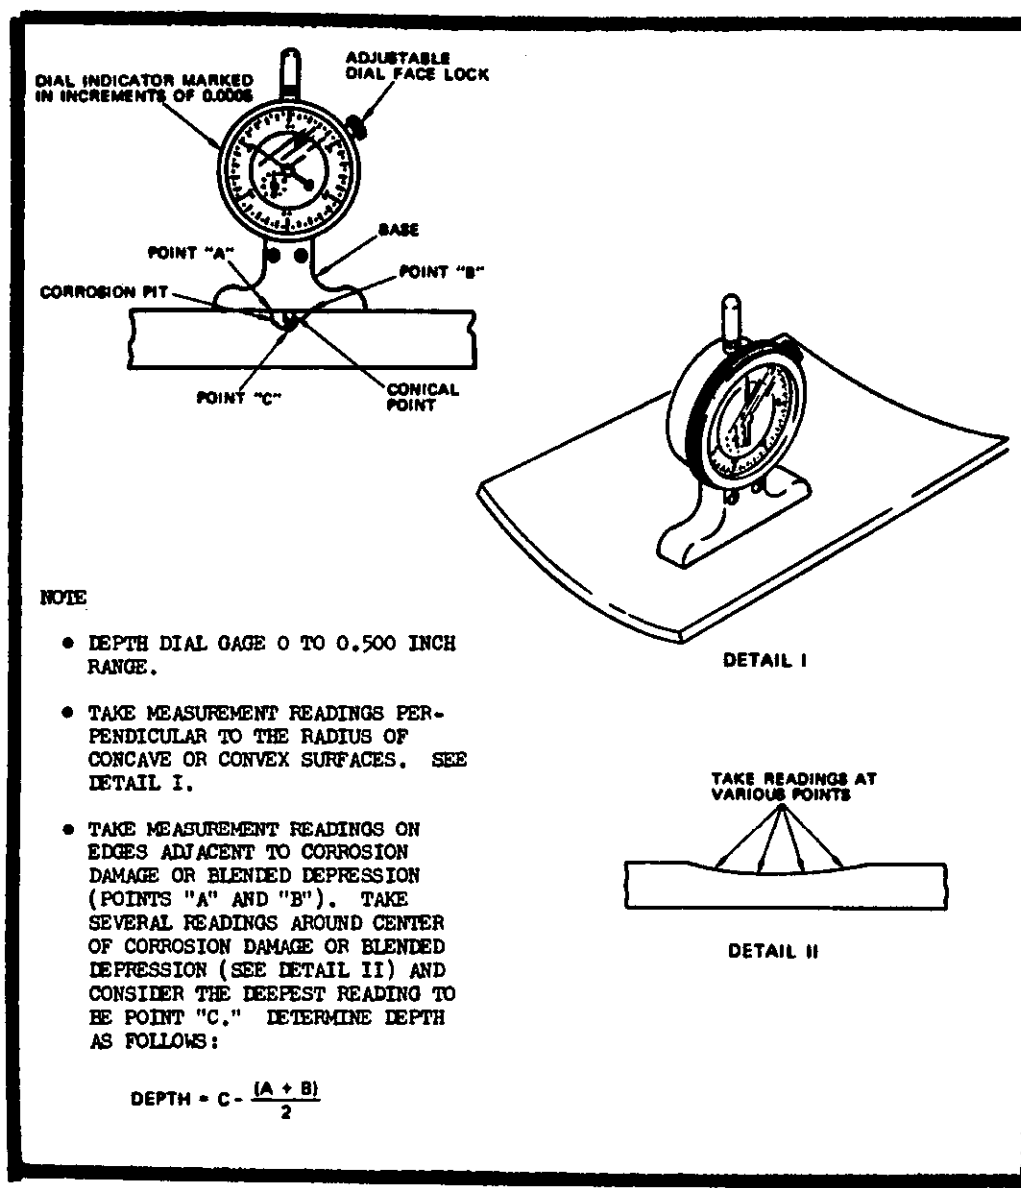 DIAL INDICATOR MARKED
IN INCREMENTS OF 0.0005
ADJUSTABLE
DIAL FACE LOCK
BASE
POINT "A"
POINT "B"
CORROSION PIT
POINT "C"
CONICAL
POINT
DETAIL I
NOTE
● DEPTH DIAL GAGE 0 TO 0.500 INCH
RANGE.
● TAKE MEASUREMENT READINGS PER-
PENDICULAR TO THE RADIUS OF
CONCAVE OR CONVEX SURFACES. SEE
DETAIL I.
● TAKE MEASUREMENT READINGS ON
EDGES ADJACENT TO CORROSION
DAMAGE OR BLENDED DEPRESSION
(POINTS "A" AND "B"). TAKE
SEVERAL READINGS AROUND CENTER
OF CORROSION DAMAGE OR BLENDED
DEPRESSION (SEE DETAIL II) AND
CONSIDER THE DEEPEST READING TO
BE POINT "C." DETERMINE DEPTH
AS FOLLOWS:
DEPTH = C - (A + B)
2
TAKE READINGS AT
VARIOUS POINTS
DETAIL II